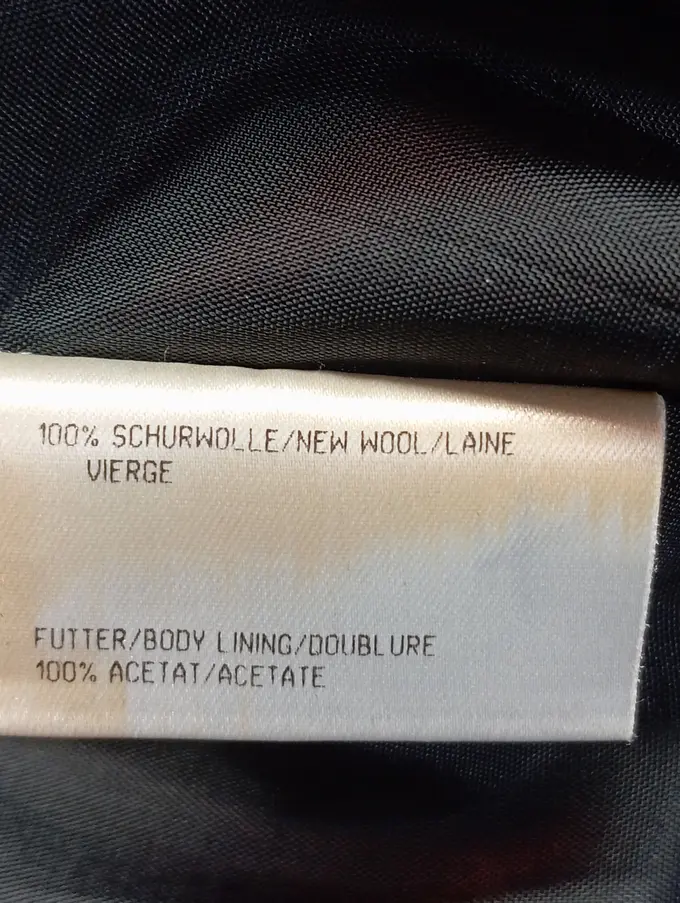 100% SCHURWOLLE/NEW WOOL/LAINE
VIERGE
FUTTER/BODY LINING/DOUBLURE
100% ACETAT/ACETATE